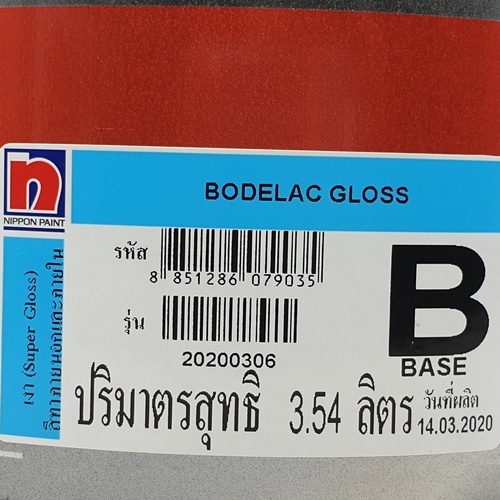 n
NIPPON PAINT
BODELAC GLOSS
รหัส
8 851286 079035
รุ่น
20200306
B
BASE
ปริมาตรสุทธิ 3.54 ลิตร
วันที่ผลิต
14.03.2020
เงา (Super Gloss)
สีทาภายนอกและภายใน